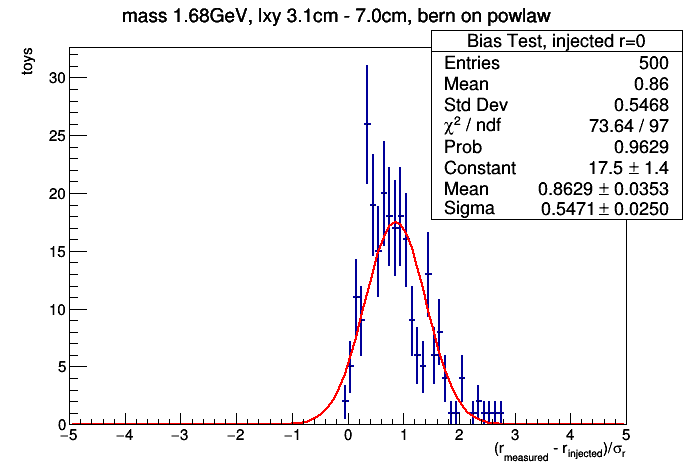 mass 1.68GeV, lxy 3.1cm - 7.0cm, bern on powlaw
toys
Bias Test, injected r=0
Entries 500
Mean 0.86
Std Dev 0.5468
χ² / ndf 73.64 / 97
Prob 0.9629
Constant 17.5 ± 1.4
Mean 0.8629 ± 0.0353
Sigma 0.5471 ± 0.0250
30
25
20
15
10
5
0
−5 −4 −3 −2 −1 0 1 2 3 4 5
(r_measured - r_injected)/σ_r